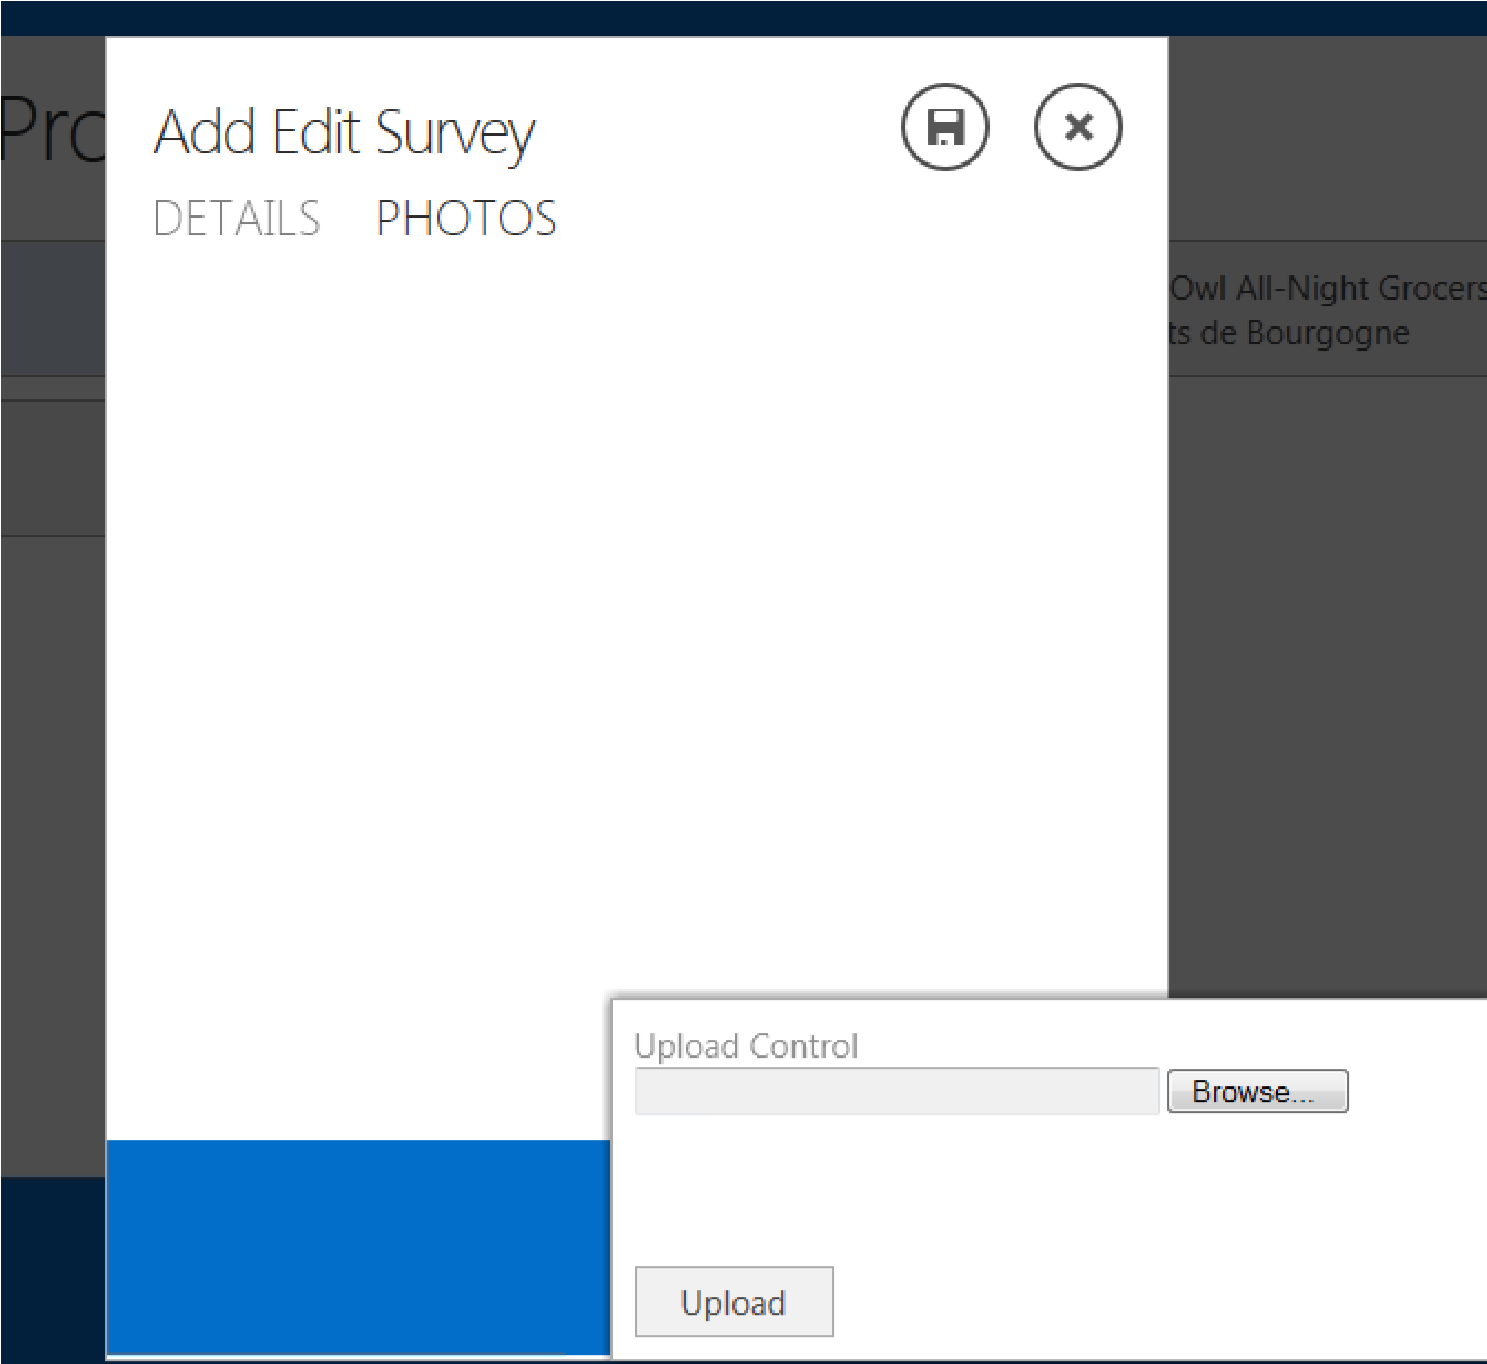 Add Edit Survey
DETAILS PHOTOS
Owl All-Night Grocers
ts de Bourgogne
Upload Control
Browse...
Upload